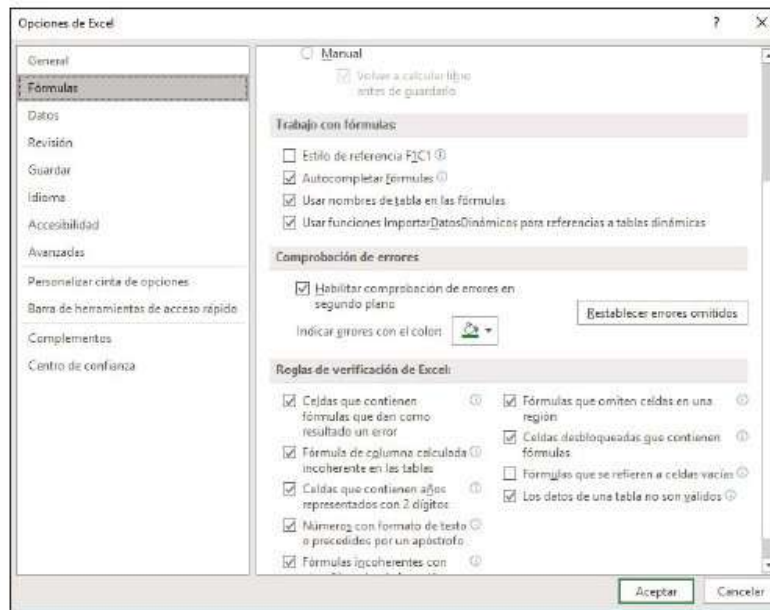 Opciones de Excel
?
General
Fórmulas
Datos
Revisión
Guardar
Idioma
Accesibilidad
Avanzadas
Personalizar cinta de opciones
Barra de herramientas de acceso rápido
Complementos
Centro de confianza
Manual
Volver a calcular libro
antes de guardarlo
Trabajo con fórmulas:
Estilo de referencia F1C1
Autocompletar fórmulas
Usar nombres de tabla en las fórmulas
Usar funciones ImportarDatosDinámicos para referencias a tablas dinámicas
Comprobación de errores
Habilitar comprobación de errores en
segundo plano
Indicar errores con el color:
Restablecer errores omitidos
Reglas de verificación de Excel:
Celdas que contienen
fórmulas que dan como
resultado un error
Fórmula de columna calculada
incoherente en las tablas
Celdas que contienen años
representados con 2 dígitos
Números con formato de texto
o precedidos por un apóstrofo
Fórmulas incoherentes con
Fórmulas que omiten celdas en una
región
Celdas desbloqueadas que contienen
fórmulas
Fórmulas que se refieren a celdas vacías
Los datos de una tabla no son válidos
Aceptar
Cancelar